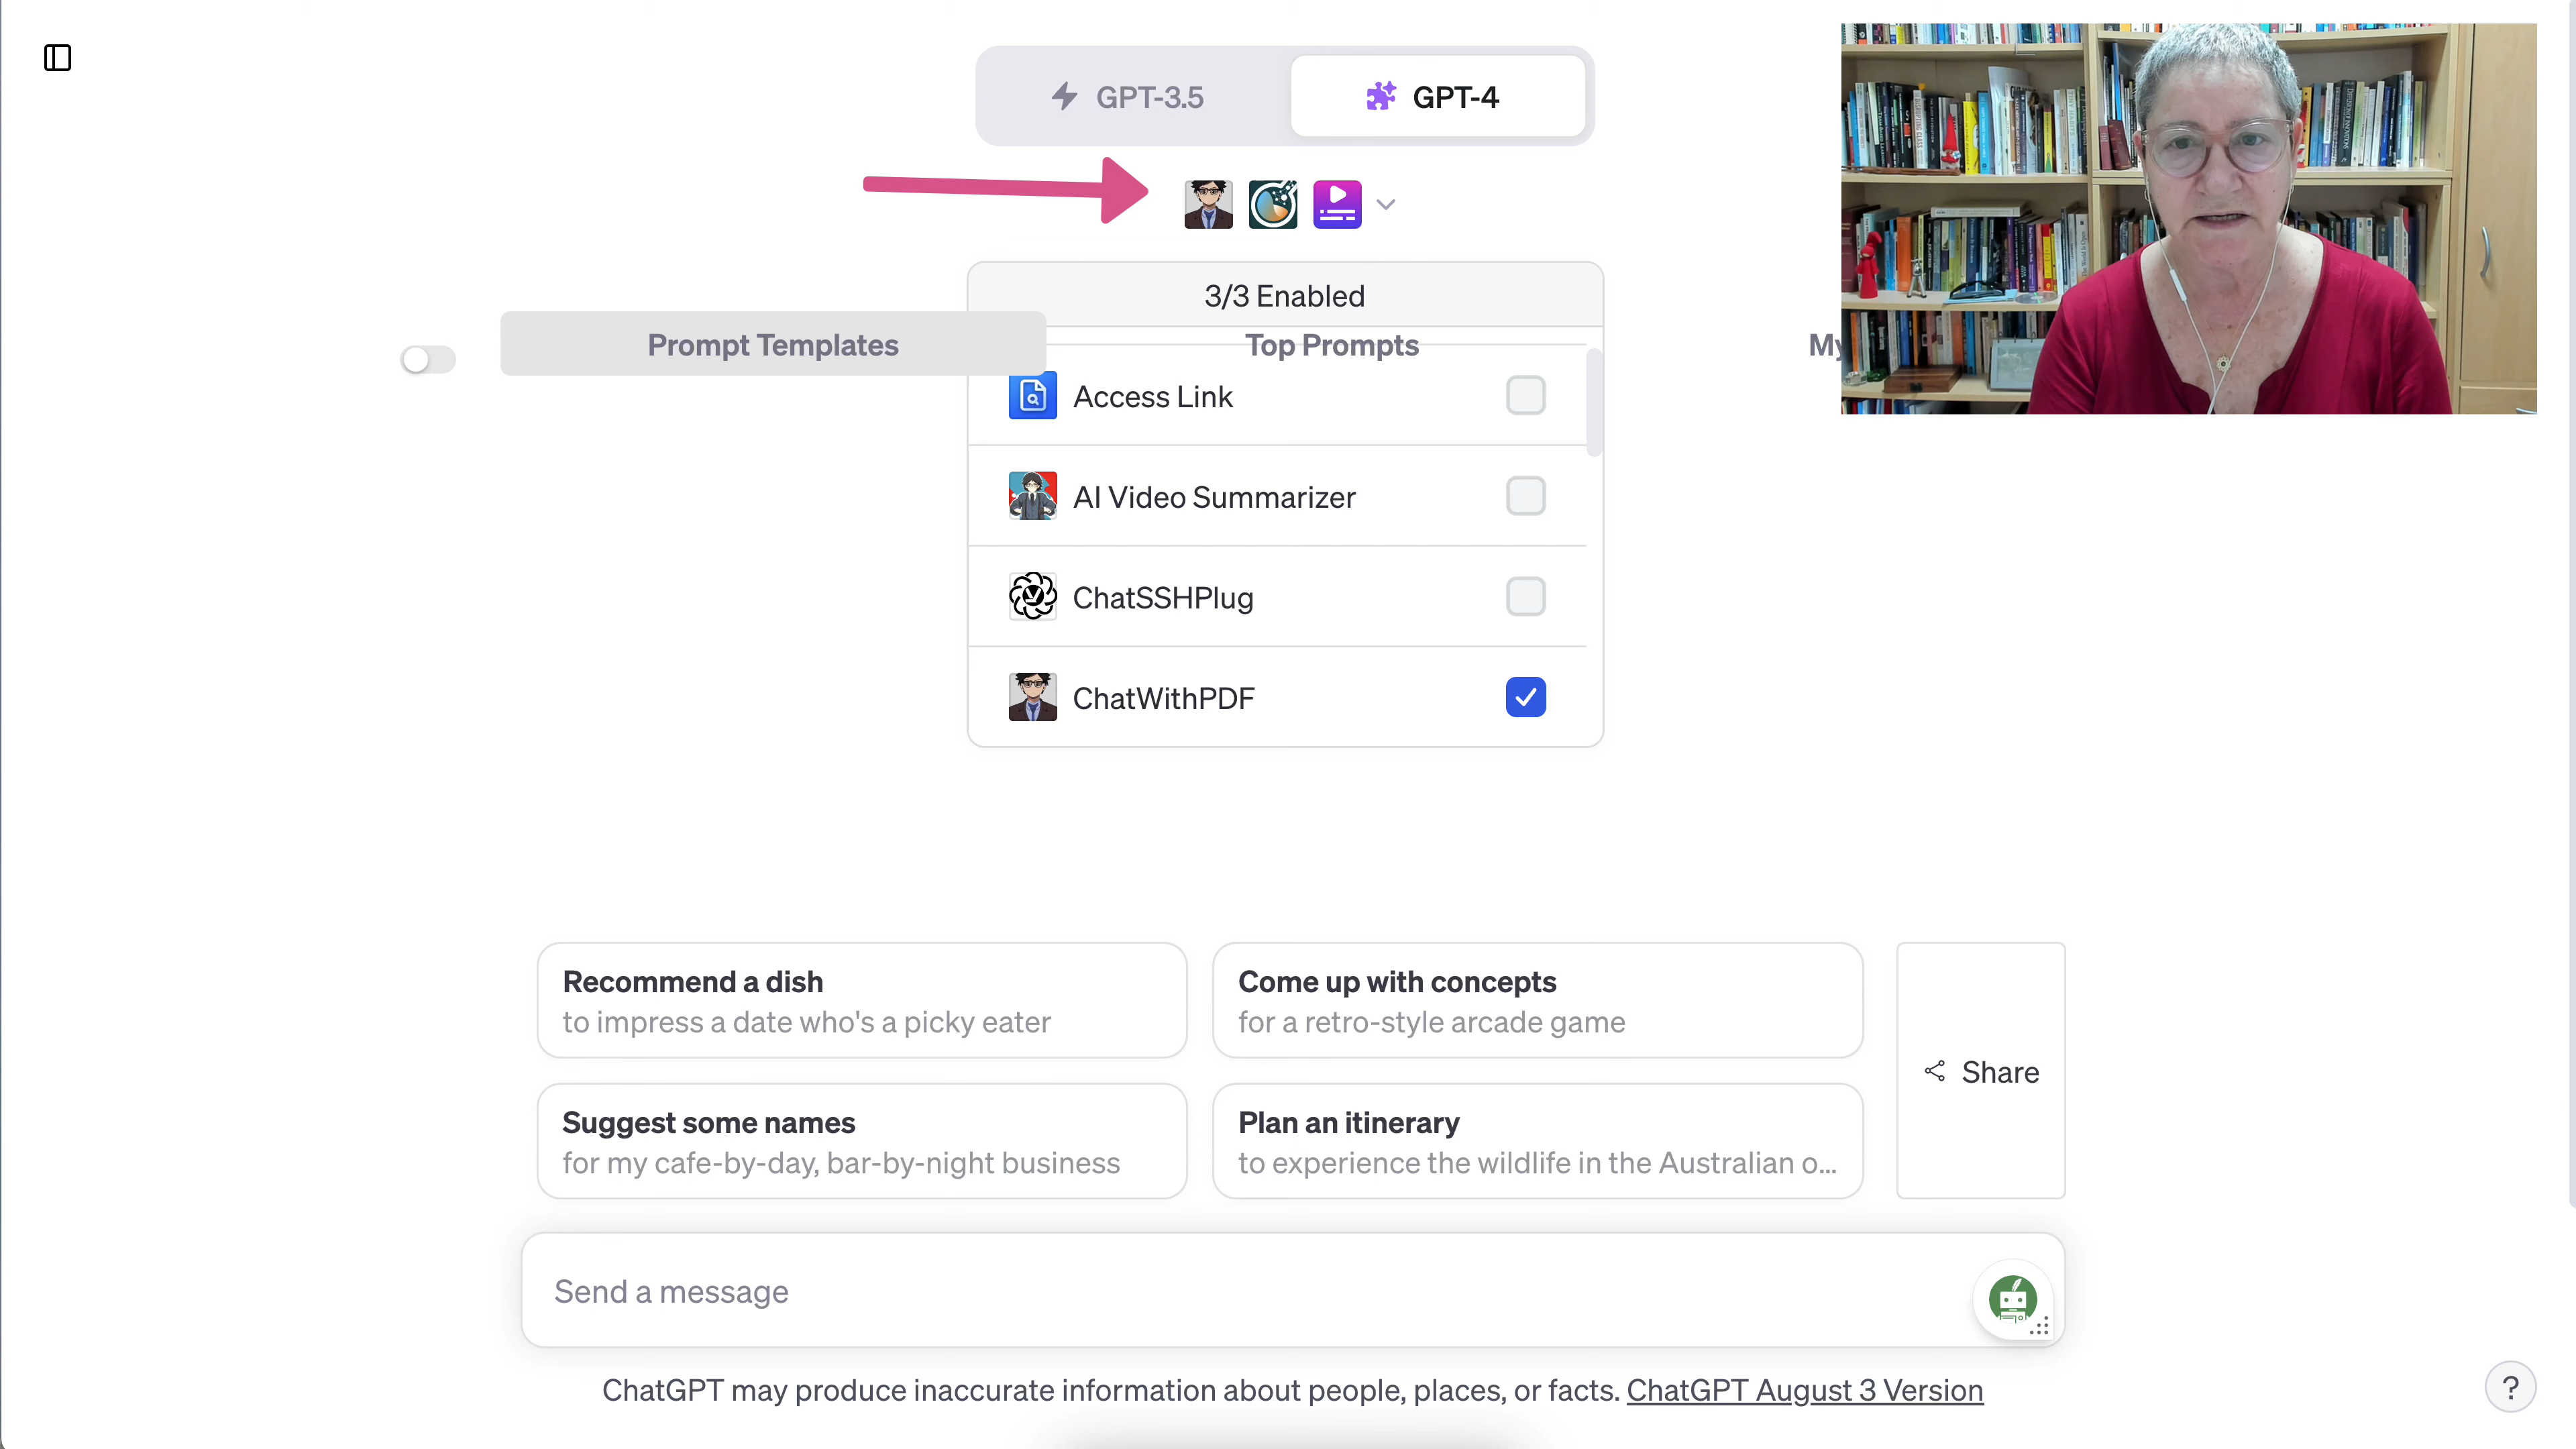 GPT-3.5
GPT-4
3/3 Enabled
Prompt Templates
Top Prompts
My
Access Link
AI Video Summarizer
ChatSSHPlug
ChatWithPDF
Recommend a dish
to impress a date who's a picky eater
Come up with concepts
for a retro-style arcade game
Suggest some names
for my cafe-by-day, bar-by-night business
Plan an itinerary
to experience the wildlife in the Australian o...
Share
Send a message
ChatGPT may produce inaccurate information about people, places, or facts. ChatGPT August 3 Version
?